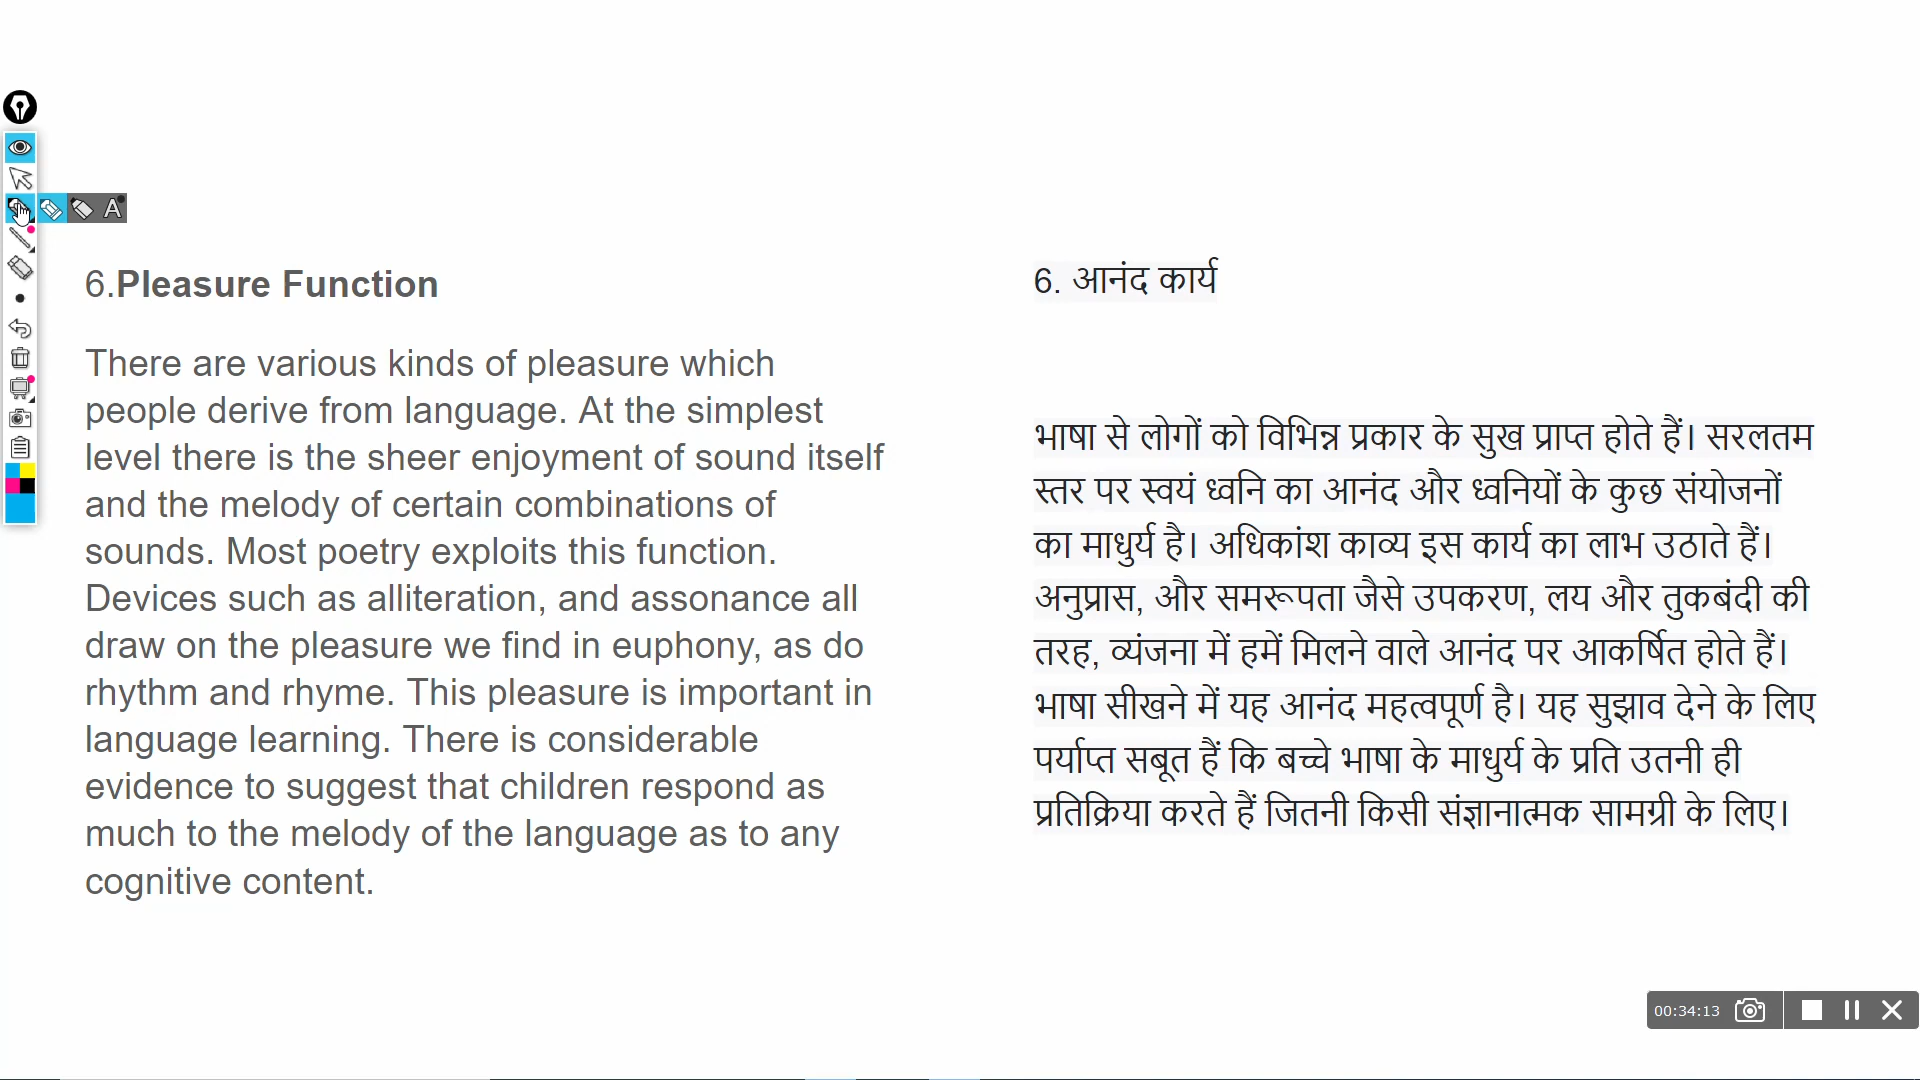 6.Pleasure Function
There are various kinds of pleasure which
people derive from language. At the simplest
level there is the sheer enjoyment of sound itself
and the melody of certain combinations of
sounds. Most poetry exploits this function.
Devices such as alliteration, and assonance all
draw on the pleasure we find in euphony, as do
rhythm and rhyme. This pleasure is important in
language learning. There is considerable
evidence to suggest that children respond as
much to the melody of the language as to any
cognitive content.
6. आनंद कार्य
भाषा से लोगों को विभिन्न प्रकार के सुख प्राप्त होते हैं। सरलतम
स्तर पर स्वयं ध्वनि का आनंद और ध्वनियों के कुछ संयोजनों
का माधुर्य है। अधिकांश काव्य इस कार्य का लाभ उठाते हैं।
अनुप्रास, और समरूपता जैसे उपकरण, लय और तुकबंदी की
तरह, व्यंजना में हमें मिलने वाले आनंद पर आकर्षित होते हैं।
भाषा सीखने में यह आनंद महत्वपूर्ण है। यह सुझाव देने के लिए
पर्याप्त सबूत हैं कि बच्चे भाषा के माधुर्य के प्रति उतनी ही
प्रतिक्रिया करते हैं जितनी किसी संज्ञानात्मक सामग्री के लिए।
A
00:34:13